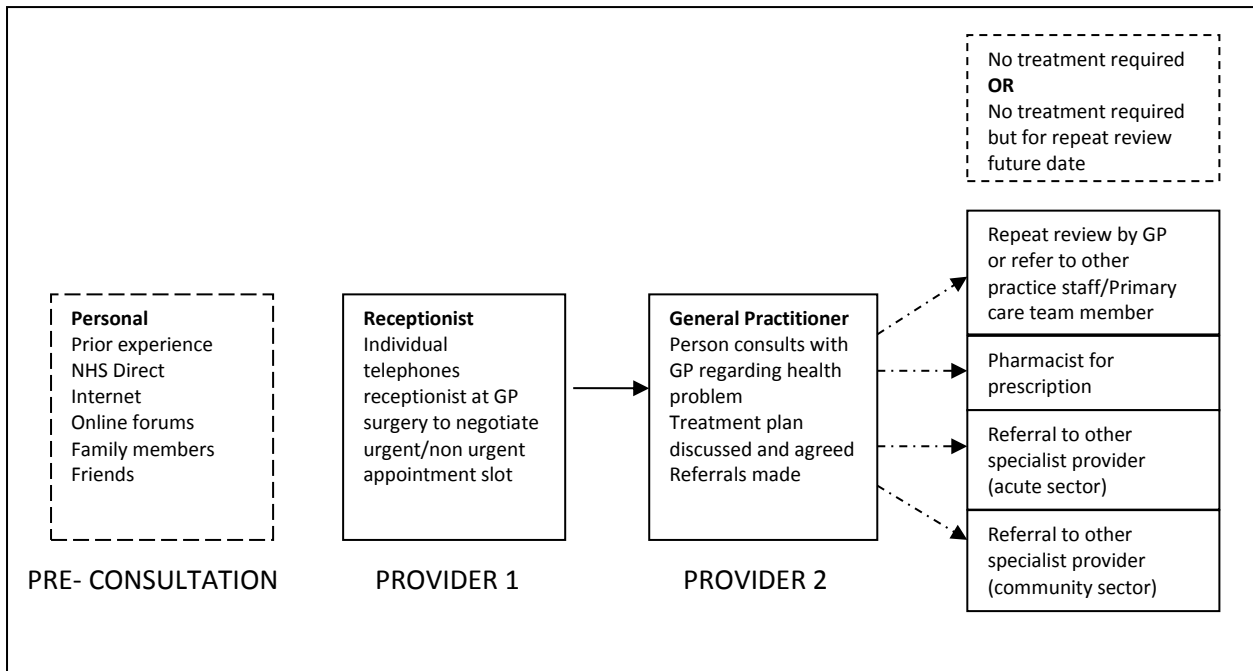 No treatment required
OR
No treatment required
but for repeat review
future date
Personal
Prior experience
NHS Direct
Internet
Online forums
Family members
Friends
PRE- CONSULTATION
Receptionist
Individual
telephones
receptionist at GP
surgery to negotiate
urgent/non urgent
appointment slot
PROVIDER 1
General Practitioner
Person consults with
GP regarding health
problem
Treatment plan
discussed and agreed
Referrals made
PROVIDER 2
Repeat review by GP
or refer to other
practice staff/Primary
care team member
Pharmacist for
prescription
Referral to other
specialist provider
(acute sector)
Referral to other
specialist provider
(community sector)